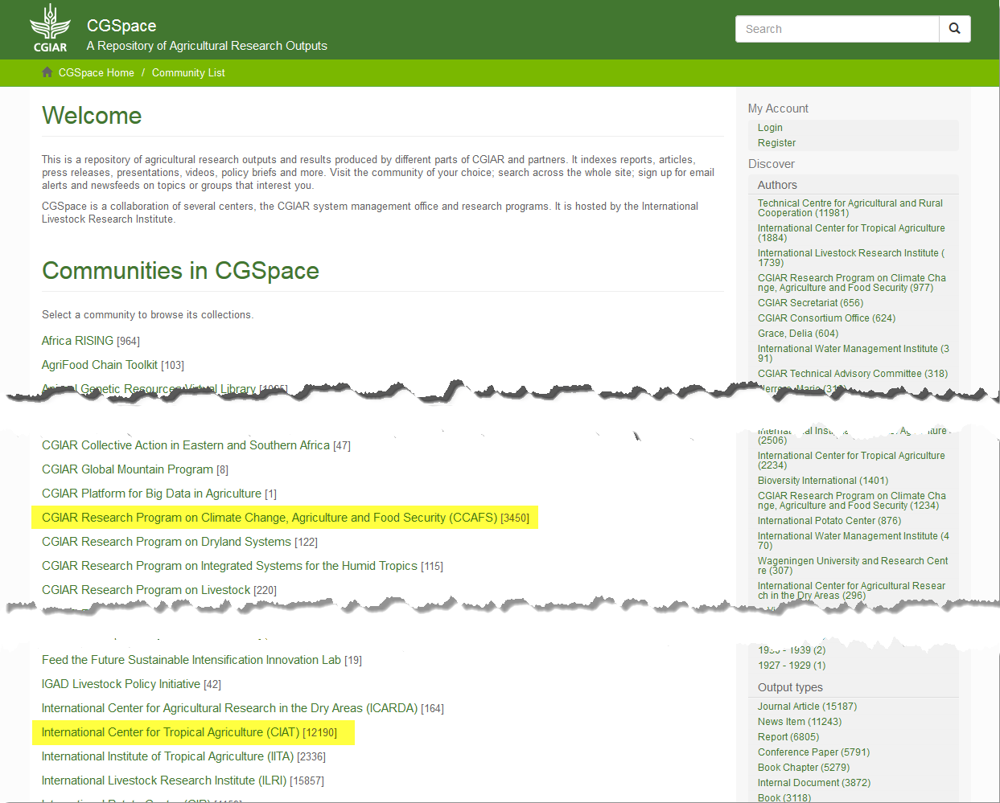 CGIAR
CGSpace
A Repository of Agricultural Research Outputs
Search
CGSpace Home / Community List
Welcome
This is a repository of agricultural research outputs and results produced by different parts of CGIAR and partners. It indexes reports, articles,
press releases, presentations, videos, policy briefs and more. Visit the community of your choice; search across the whole site; sign up for email
alerts and newsfeeds on topics or groups that interest you.
CGSpace is a collaboration of several centers, the CGIAR system management office and research programs. It is hosted by the International
Livestock Research Institute.
Communities in CGSpace
Select a community to browse its collections.
Africa RISING [964]
AgriFood Chain Toolkit [103]
Animal Genetic Resources Virtual Library
CGIAR Collective Action in Eastern and Southern Africa [47]
CGIAR Global Mountain Program [8]
CGIAR Platform for Big Data in Agriculture [1]
CGIAR Research Program on Climate Change, Agriculture and Food Security (CCAFS) [3450]
CGIAR Research Program on Dryland Systems [122]
CGIAR Research Program on Integrated Systems for the Humid Tropics [115]
CGIAR Research Program on Livestock [220]
Feed the Future Sustainable Intensification Innovation Lab [19]
IGAD Livestock Policy Initiative [42]
International Center for Agricultural Research in the Dry Areas (ICARDA) [164]
International Center for Tropical Agriculture (CIAT) [12190]
International Institute of Tropical Agriculture (IITA) [2336]
International Livestock Research Institute (ILRI) [15857]
My Account
Login
Register
Discover
Authors
Technical Centre for Agricultural and Rural
Cooperation (11981)
International Center for Tropical Agriculture
(1884)
International Livestock Research Institute (
1739)
CGIAR Research Program on Climate Cha
nge, Agriculture and Food Security (977)
CGIAR Secretariat (656)
CGIAR Consortium Office (624)
Grace, Delia (604)
International Water Management Institute (3
91)
CGIAR Technical Advisory Committee (318)
(2506)
International Center for Tropical Agriculture
(2234)
Bioversity International (1401)
CGIAR Research Program on Climate Cha
nge, Agriculture and Food Security (1234)
International Potato Center (876)
International Water Management Institute (4
70)
Wageningen University and Research Cent
re (307)
International Center for Agricultural Resear
ch in the Dry Areas (296)
- 1939 (2)
1927 - 1929 (1)
Output types
Journal Article (15187)
News Item (11243)
Report (6805)
Conference Paper (5791)
Book Chapter (5279)
Internal Document (3872)
Book (3118)